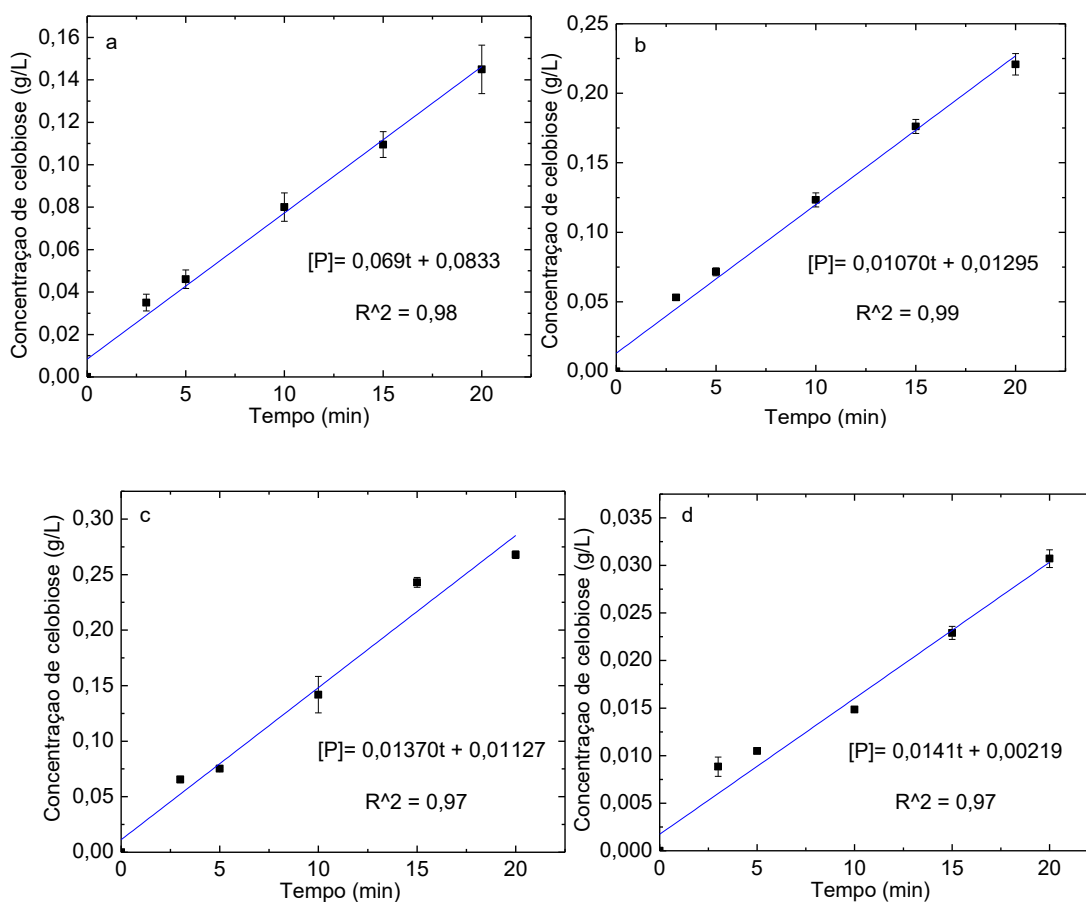 a
Concentraçao de celobiose (g/L)
0,16
0,14
0,12
0,10
0,08
0,06
0,04
0,02
0,00
[P]= 0,069t + 0,0833
R^2 = 0,98
0 5 10 15 20
Tempo (min)
b
Concentraçao de celobiose (g/L)
0,25
0,20
0,15
0,10
0,05
0,00
[P]= 0,01070t + 0,01295
R^2 = 0,99
0 5 10 15 20
Tempo (min)
c
Concentraçao de celobiose (g/L)
0,30
0,25
0,20
0,15
0,10
0,05
0,00
[P]= 0,01370t + 0,01127
R^2 = 0,97
0 5 10 15 20
Tempo (min)
d
Concentraçao de celobiose (g/L)
0,035
0,030
0,025
0,020
0,015
0,010
0,005
0,000
[P]= 0,0141t + 0,00219
R^2 = 0,97
0 5 10 15 20
Tempo (min)